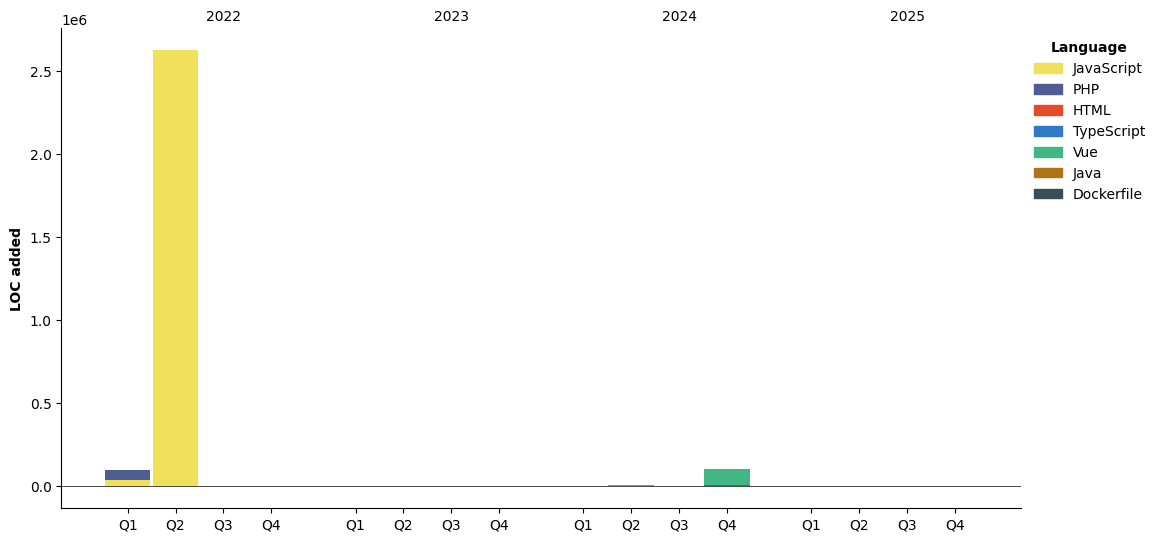 2022 2023 2024 2025
1e6
Language
JavaScript
PHP
HTML
TypeScript
Vue
Java
Dockerfile
LOC added
2.5
2.0
1.5
1.0
0.5
0.0
Q1 Q2 Q3 Q4 Q1 Q2 Q3 Q4 Q1 Q2 Q3 Q4 Q1 Q2 Q3 Q4